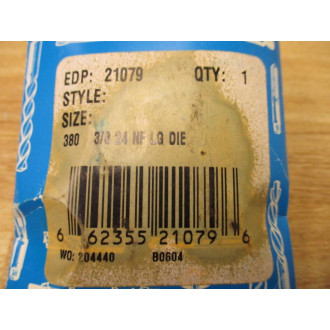 EDP: 21079 QTY: 1
STYLE:
SIZE:
380 3/8 24 NF LG DIE
6 62355 21079 6
WO: 204440 B0604